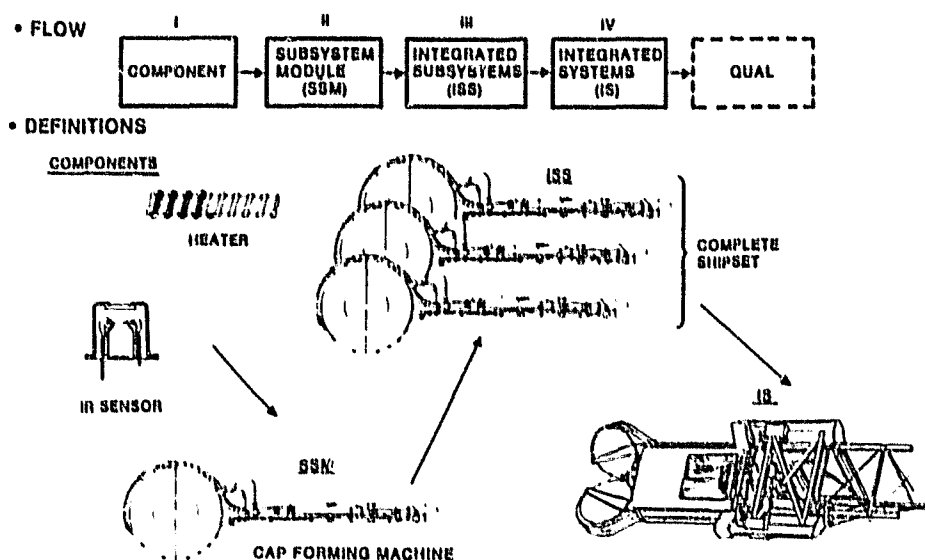 • FLOW
I
II
III
IV
COMPONENT
SUBSYSTEM
MODULE
(SSM)
INTEGRATED
SUBSYSTEMS
(ISS)
INTEGRATED
SYSTEMS
(IS)
QUAL
• DEFINITIONS
COMPONENTS
HEATER
ISS
COMPLETE
SHIPSET
IR SENSOR
SSM
CAP FORMING MACHINE
IS